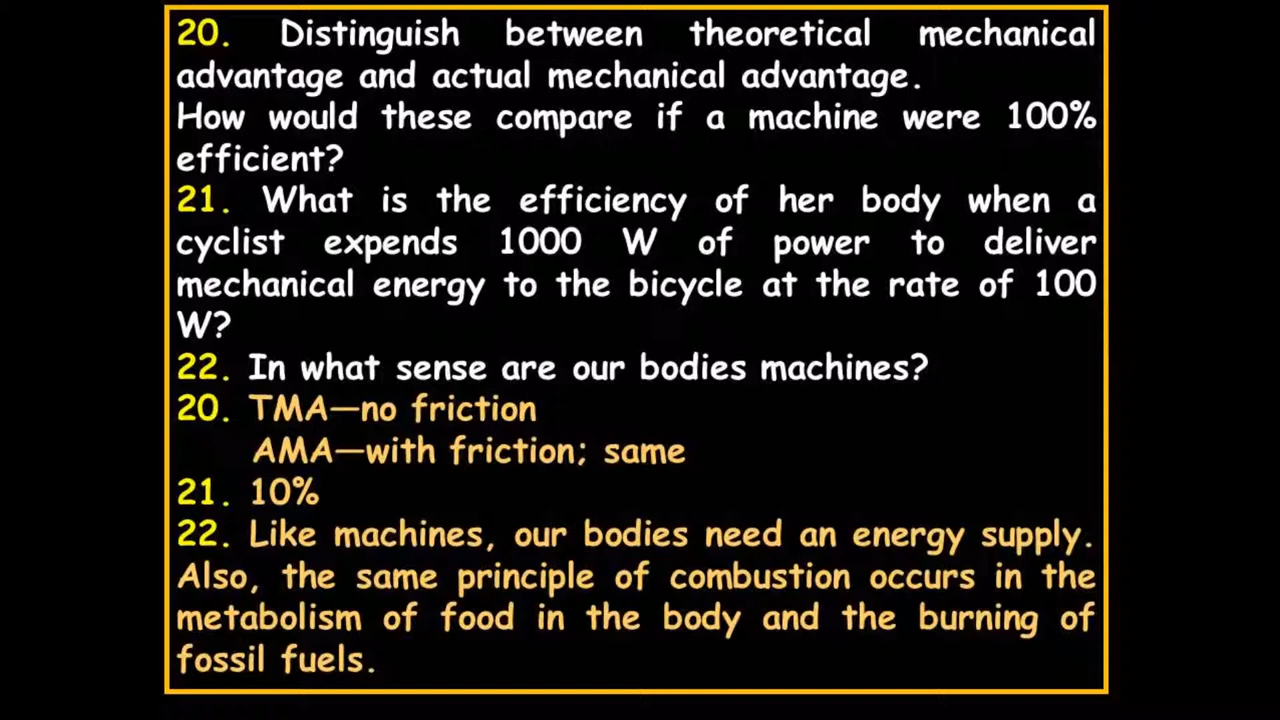 20. Distinguish between theoretical mechanical
advantage and actual mechanical advantage.
How would these compare if a machine were 100%
efficient?
21. What is the efficiency of her body when a
cyclist expends 1000 W of power to deliver
mechanical energy to the bicycle at the rate of 100
W?
22. In what sense are our bodies machines?
20. TMA—no friction
AMA—with friction; same
21. 10%
22. Like machines, our bodies need an energy supply.
Also, the same principle of combustion occurs in the
metabolism of food in the body and the burning of
fossil fuels.